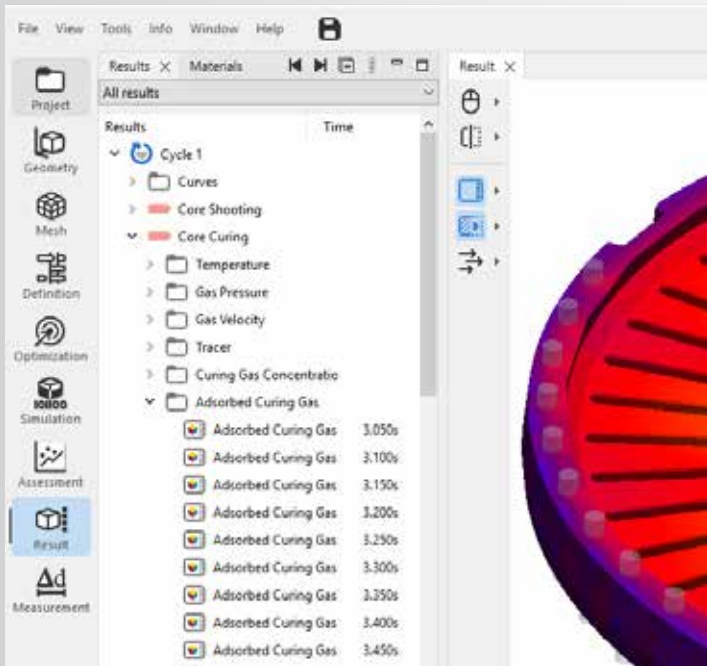 File View Tools Info Window Help
Project
Geometry
Mesh
Definition
Optimization
Simulation
Assessment
Result
Measurement
Results Materials
All results
Results Time
Cycle 1
Curves
Core Shooting
Core Curing
Temperature
Gas Pressure
Gas Velocity
Tracer
Curing Gas Concentratio
Adsorbed Curing Gas
Adsorbed Curing Gas 3.050s
Adsorbed Curing Gas 3.100s
Adsorbed Curing Gas 3.150s
Adsorbed Curing Gas 3.200s
Adsorbed Curing Gas 3.250s
Adsorbed Curing Gas 3.300s
Adsorbed Curing Gas 3.350s
Adsorbed Curing Gas 3.400s
Adsorbed Curing Gas 3.450s
Result